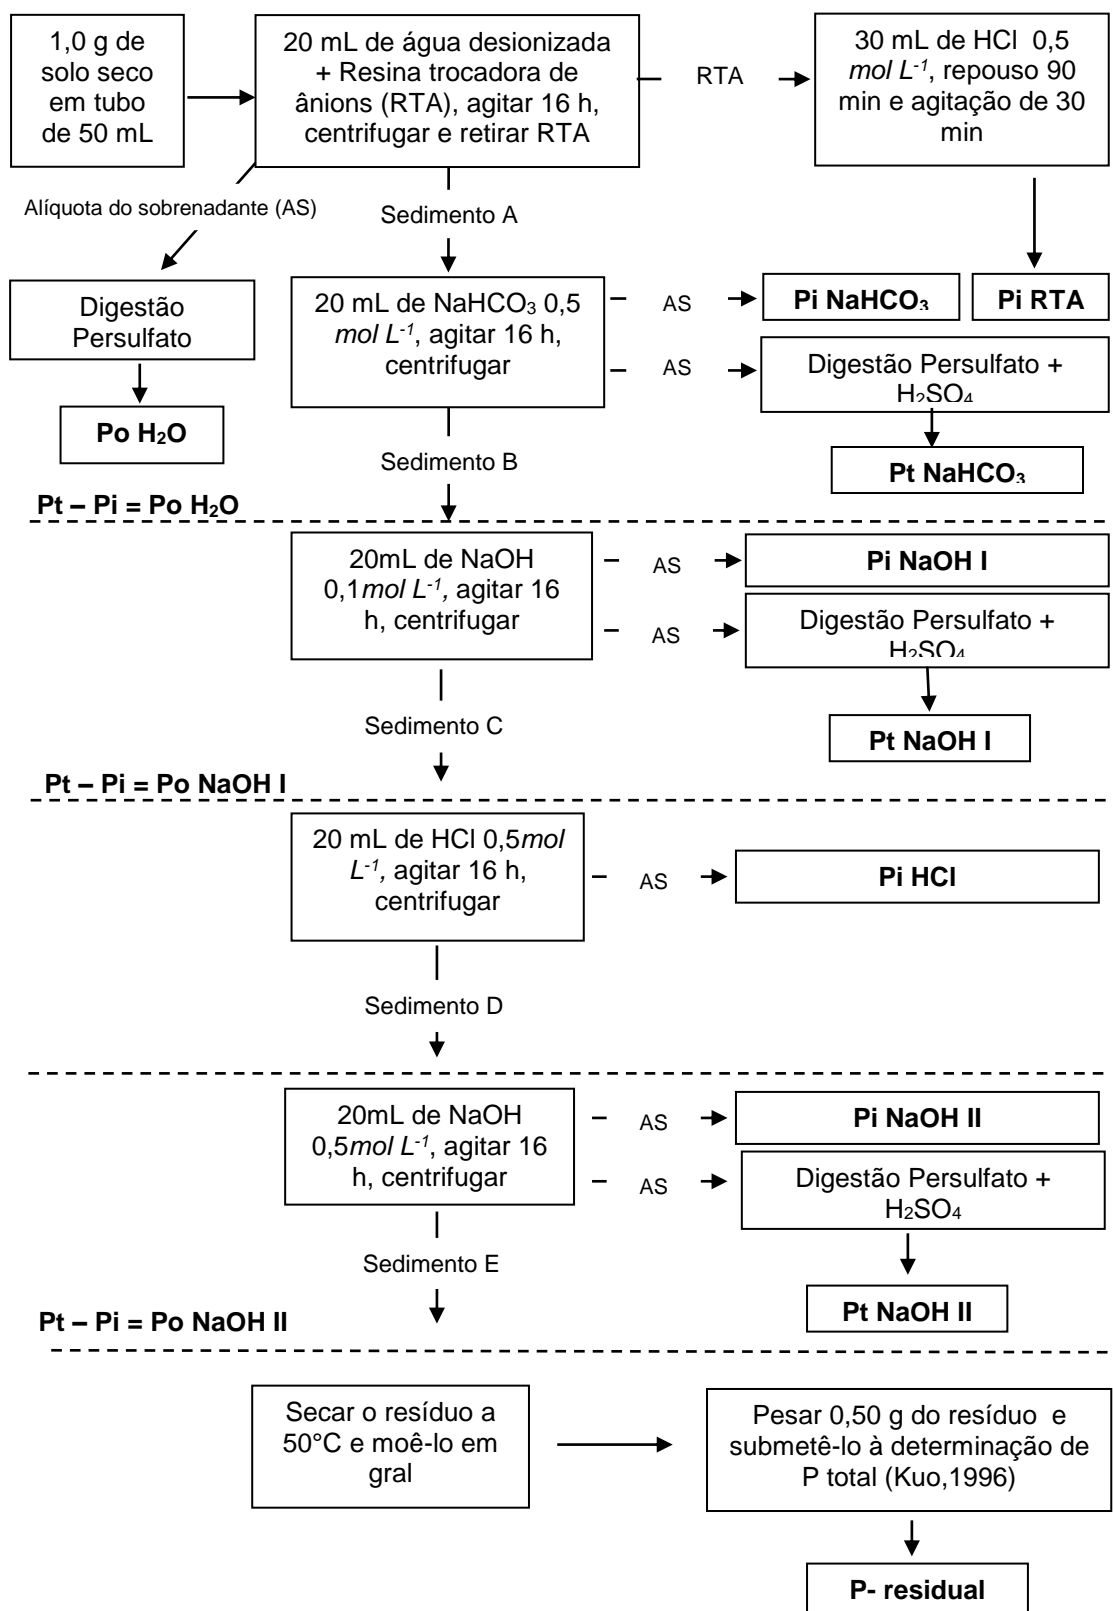 1,0 g de
solo seco
em tubo
de 50 mL
20 mL de água desionizada
+ Resina trocadora de
ânions (RTA), agitar 16 h,
centrifugar e retirar RTA
RTA
30 mL de HCl 0,5
mol L-1, repouso 90
min e agitação de 30
min
Alíquota do sobrenadante (AS)
Sedimento A
Digestão
Persulfato
20 mL de NaHCO3 0,5
mol L-1, agitar 16 h,
centrifugar
AS
Pi NaHCO3
Pi RTA
AS
Digestão Persulfato +
H2SO4
Po H2O
Sedimento B
Pt NaHCO3
Pt – Pi = Po H2O
20mL de NaOH
0,1mol L-1, agitar 16
h, centrifugar
AS
Pi NaOH I
AS
Digestão Persulfato +
H2SO4
Sedimento C
Pt NaOH I
Pt – Pi = Po NaOH I
20 mL de HCl 0,5mol
L-1, agitar 16 h,
centrifugar
AS
Pi HCl
Sedimento D
20mL de NaOH
0,5mol L-1, agitar 16
h, centrifugar
AS
Pi NaOH II
AS
Digestão Persulfato +
H2SO4
Sedimento E
Pt NaOH II
Pt – Pi = Po NaOH II
Secar o resíduo a
50°C e moê-lo em
gral
Pesar 0,50 g do resíduo e
submetê-lo à determinação de
P total (Kuo,1996)
P- residual